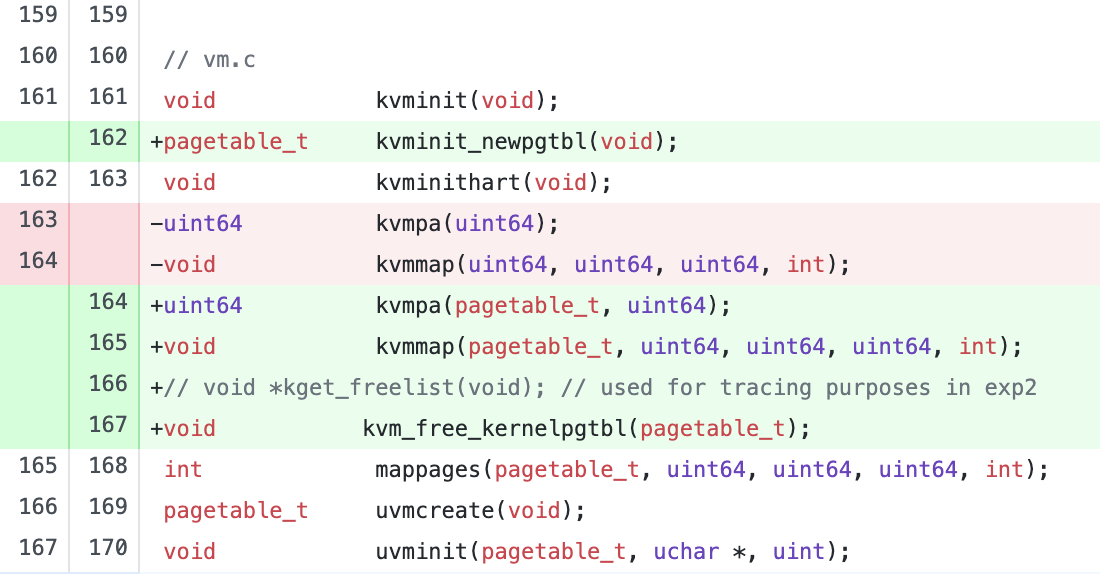 159 159
160 160 // vm.c
161 161 void            kvminit(void);
162 +pagetable_t     kvminit_newpgtbl(void);
162 163 void            kvminithart(void);
163 -uint64          kvmpa(uint64);
164 -void            kvmmap(uint64, uint64, uint64, int);
164 +uint64          kvmpa(pagetable_t, uint64);
165 +void            kvmmap(pagetable_t, uint64, uint64, uint64, int);
166 +// void *kget_freelist(void); // used for tracing purposes in exp2
167 +void           kvm_free_kernelpgtbl(pagetable_t);
165 168 int             mappages(pagetable_t, uint64, uint64, uint64, int);
166 169 pagetable_t     uvmcreate(void);
167 170 void            uvminit(pagetable_t, uchar *, uint);